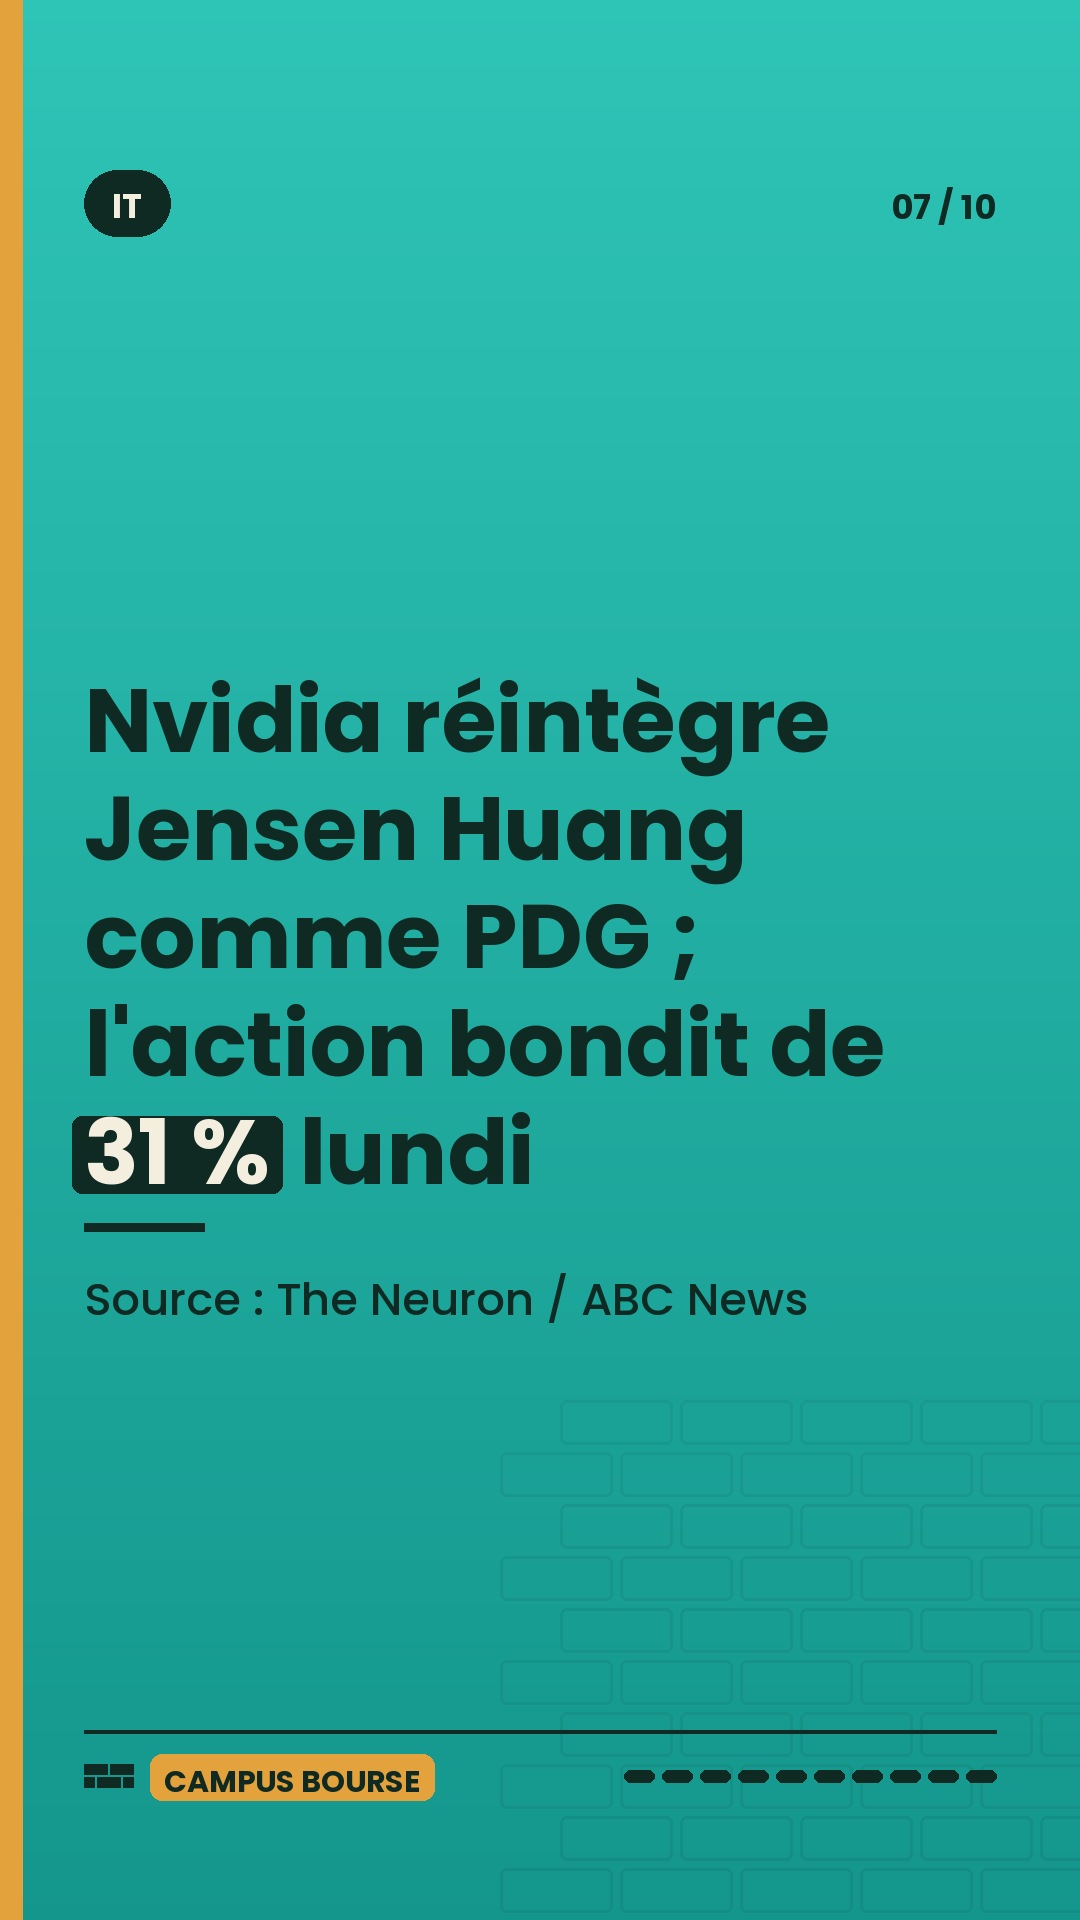 IT
07 / 10
Nvidia réintègre
Jensen Huang
comme PDG ;
l'action bondit de
31 % lundi
Source : The Neuron / ABC News
CAMPUS BOURSE